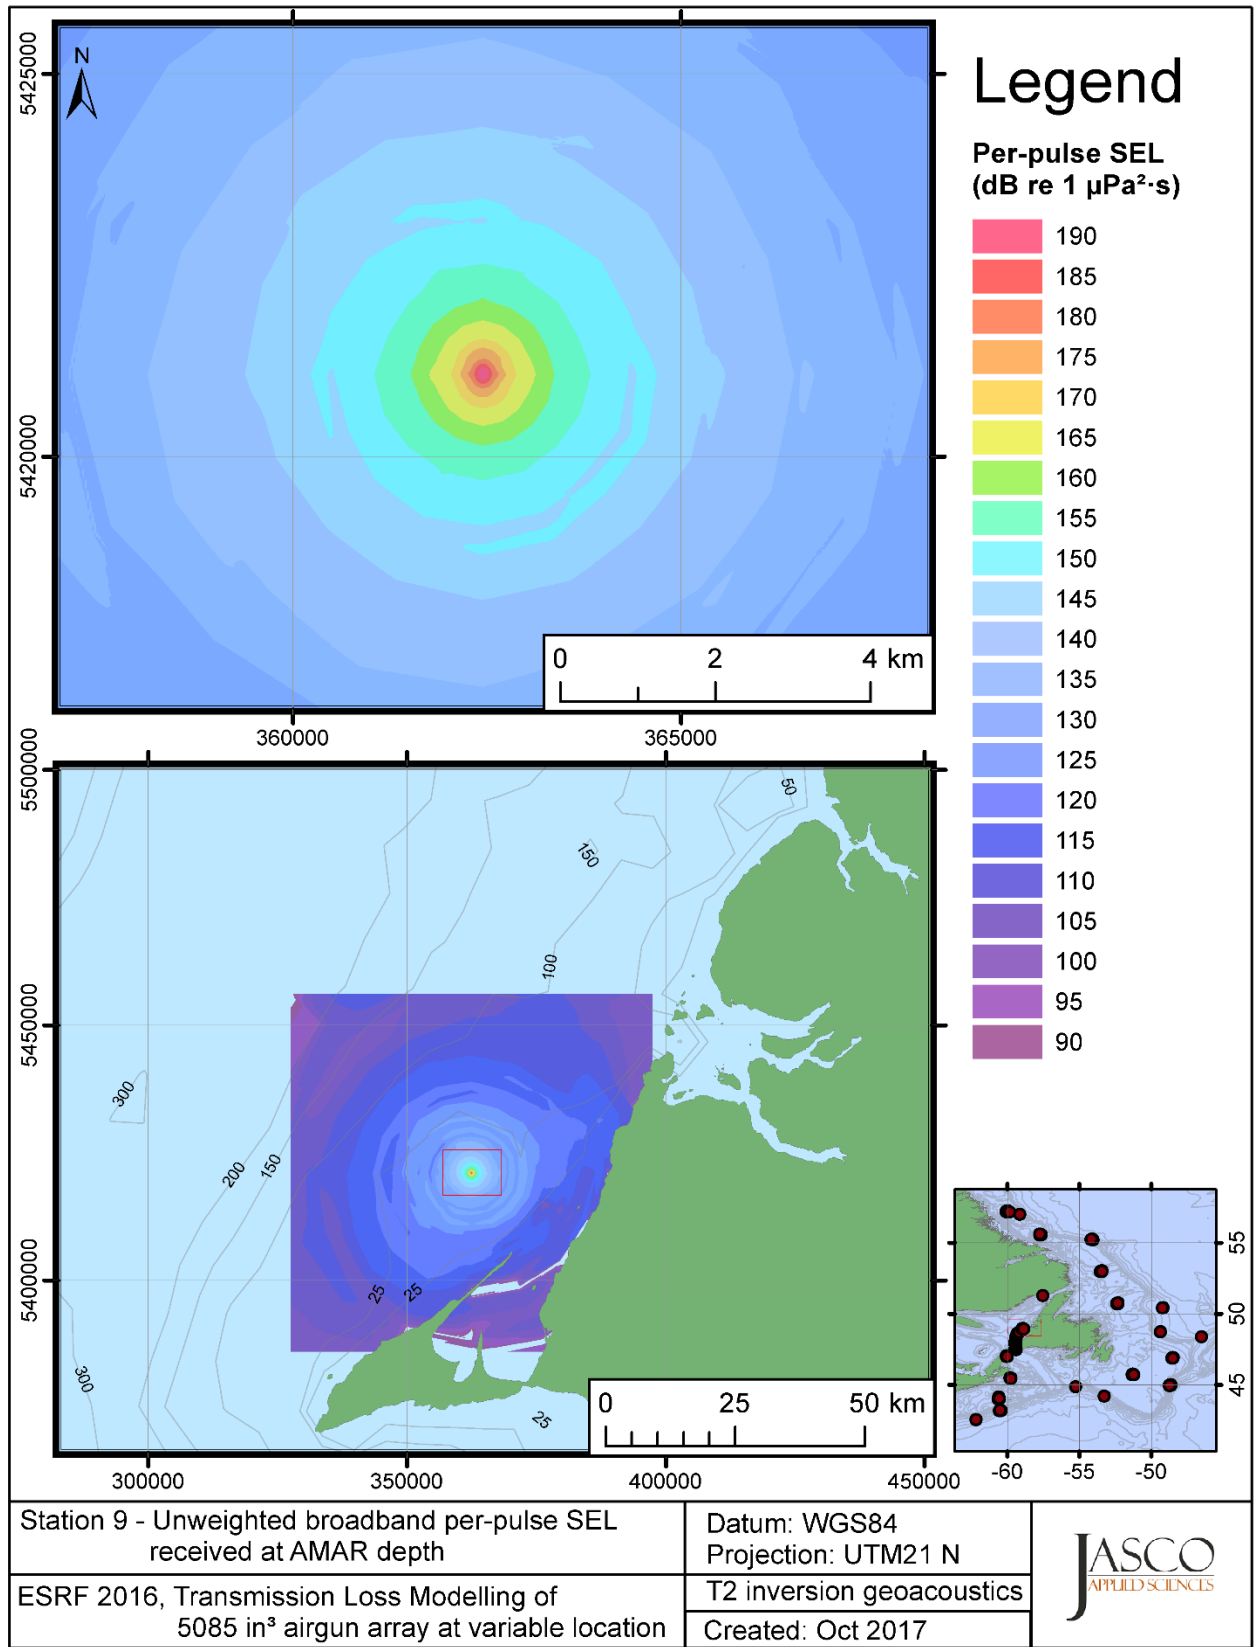 N
5425000
5420000
0 2 4 km
360000 365000
Legend
Per-pulse SEL
(dB re 1 µPa²·s)
190
185
180
175
170
165
160
155
150
145
140
135
130
125
120
115
110
105
100
95
90
5500000
5450000
5400000
50
150
100
300
200
150
25
25
300
25
0 25 50 km
300000 350000 400000 450000
55
50
45
-60 -55 -50
Station 9 - Unweighted broadband per-pulse SEL
received at AMAR depth
ESRF 2016, Transmission Loss Modelling of
5085 in³ airgun array at variable location
Datum: WGS84
Projection: UTM21 N
T2 inversion geoacoustics
Created: Oct 2017
JASCO
APPLIED SCIENCES